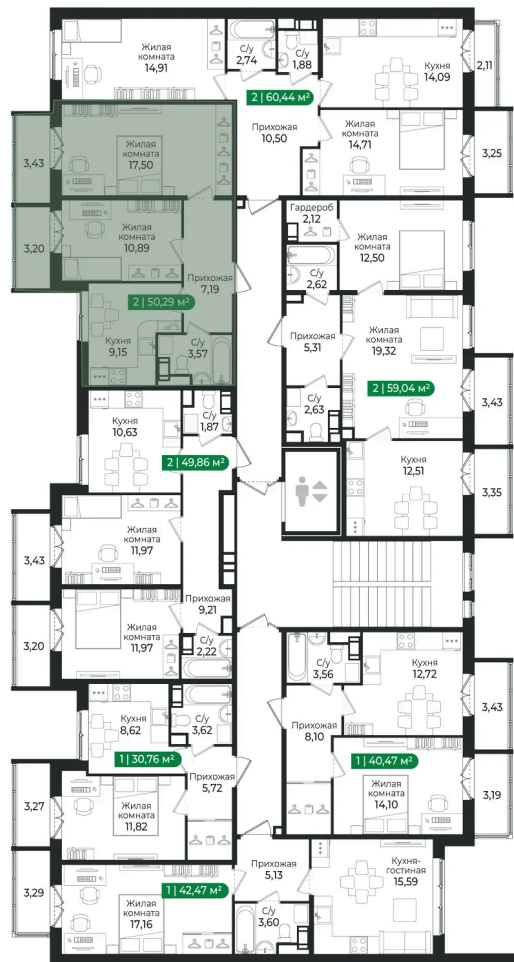 Жилая
комната
14,91
С/у
2,74
С/у
1,88
Кухня
14,09
2,11
2 | 60,44 м²
Прихожая
10,50
Жилая
комната
14,71
3,25
3,43
Жилая
комната
17,50
Гардероб
2,12
Жилая
комната
12,50
3,20
Жилая
комната
10,89
С/у
2,62
Прихожая
7,19
2 | 50,29 м²
Прихожая
5,31
Жилая
комната
19,32
Кухня
9,15
С/у
3,57
2 | 59,04 м²
3,43
С/у
1,87
С/у
2,63
Кухня
10,63
2 | 49,86 м²
Кухня
12,51
3,35
Жилая
комната
11,97
3,43
Прихожая
9,21
Жилая
комната
11,97
3,20
С/у
2,22
С/у
3,56
Кухня
12,72
3,43
Кухня
8,62
С/у
3,62
Прихожая
8,10
1 | 30,76 м²
1 | 40,47 м²
Прихожая
5,72
Жилая
комната
14,10
3,19
3,27
Жилая
комната
11,82
Прихожая
5,13
Кухня-
гостиная
15,59
1 | 42,47 м²
3,29
Жилая
комната
17,16
С/у
3,60